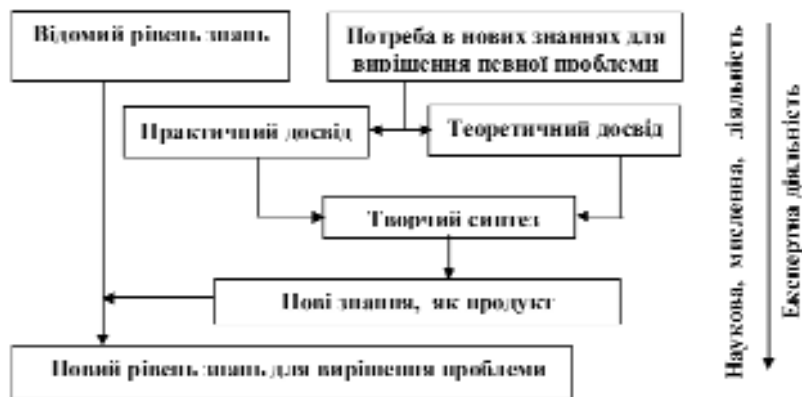 Відомий рівень знань
Потреба в нових знаннях для
вирішення певної проблеми
Практичний досвід
Теоретичний досвід
Творчий синтез
Нові знання, як продукт
Новий рівень знань для вирішення проблеми
Наукова, мисленна, діяльність
Експертна діяльність